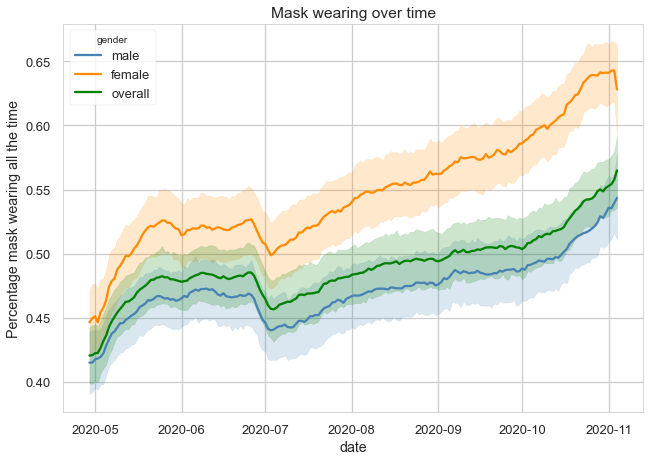 Mask wearing over time
gender
male
female
overall
Percentage mask wearing all the time
0.65
0.60
0.55
0.50
0.45
0.40
2020-05 2020-06 2020-07 2020-08 2020-09 2020-10 2020-11
date